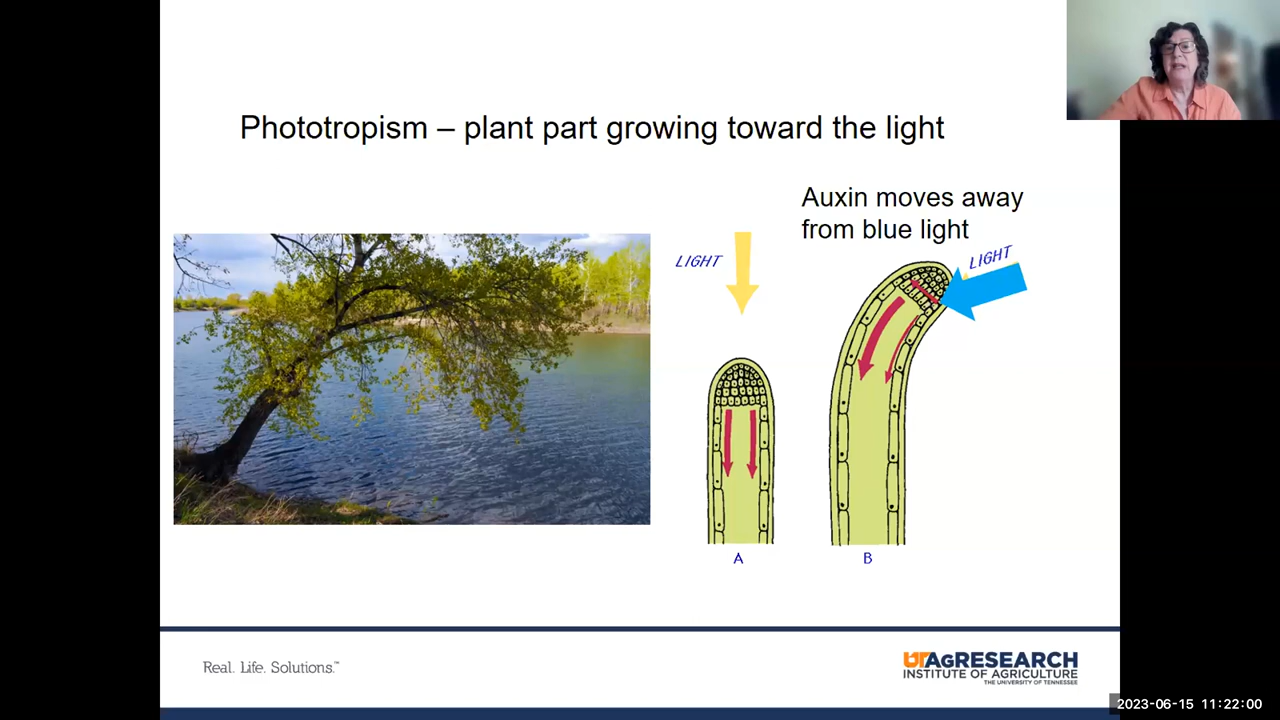 Phototropism – plant part growing toward the light
Auxin moves away
from blue light
LIGHT
LIGHT
A
B
Real. Life. Solutions.™
UTAGRESEARCH
INSTITUTE OF AGRICULTURE
THE UNIVERSITY OF TENNESSEE
2023-06-15 11:22:00